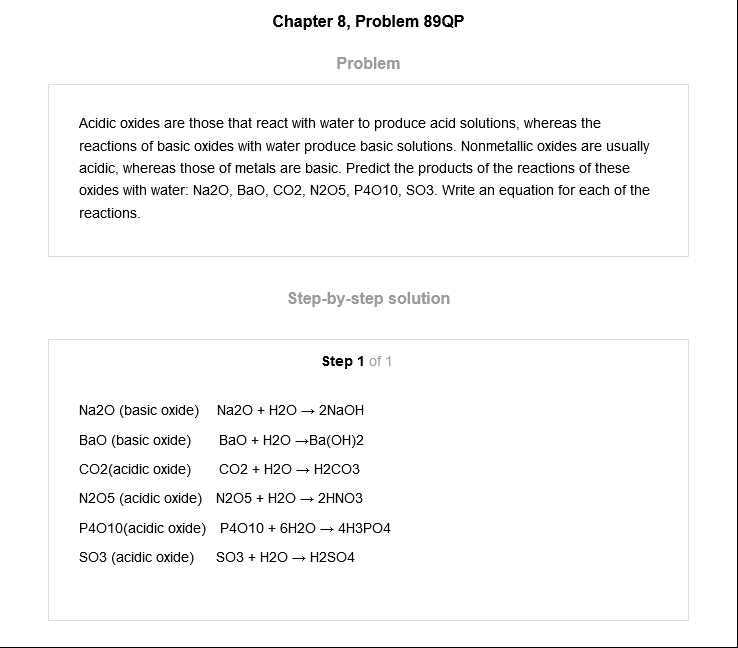 Chapter 8, Problem 89QP
Problem
Acidic oxides are those that react with water to produce acid solutions, whereas the
reactions of basic oxides with water produce basic solutions. Nonmetallic oxides are usually
acidic, whereas those of metals are basic. Predict the products of the reactions of these
oxides with water: Na2O, BaO, CO2, N2O5, P4O10, SO3. Write an equation for each of the
reactions.
Step-by-step solution
Step 1 of 1
Na2O (basic oxide) Na2O + H2O → 2NaOH
BaO (basic oxide) BaO + H2O →Ba(OH)2
CO2(acidic oxide) CO2 + H2O → H2CO3
N2O5 (acidic oxide) N2O5 + H2O → 2HNO3
P4O10(acidic oxide) P4O10 + 6H2O → 4H3PO4
SO3 (acidic oxide) SO3 + H2O → H2SO4